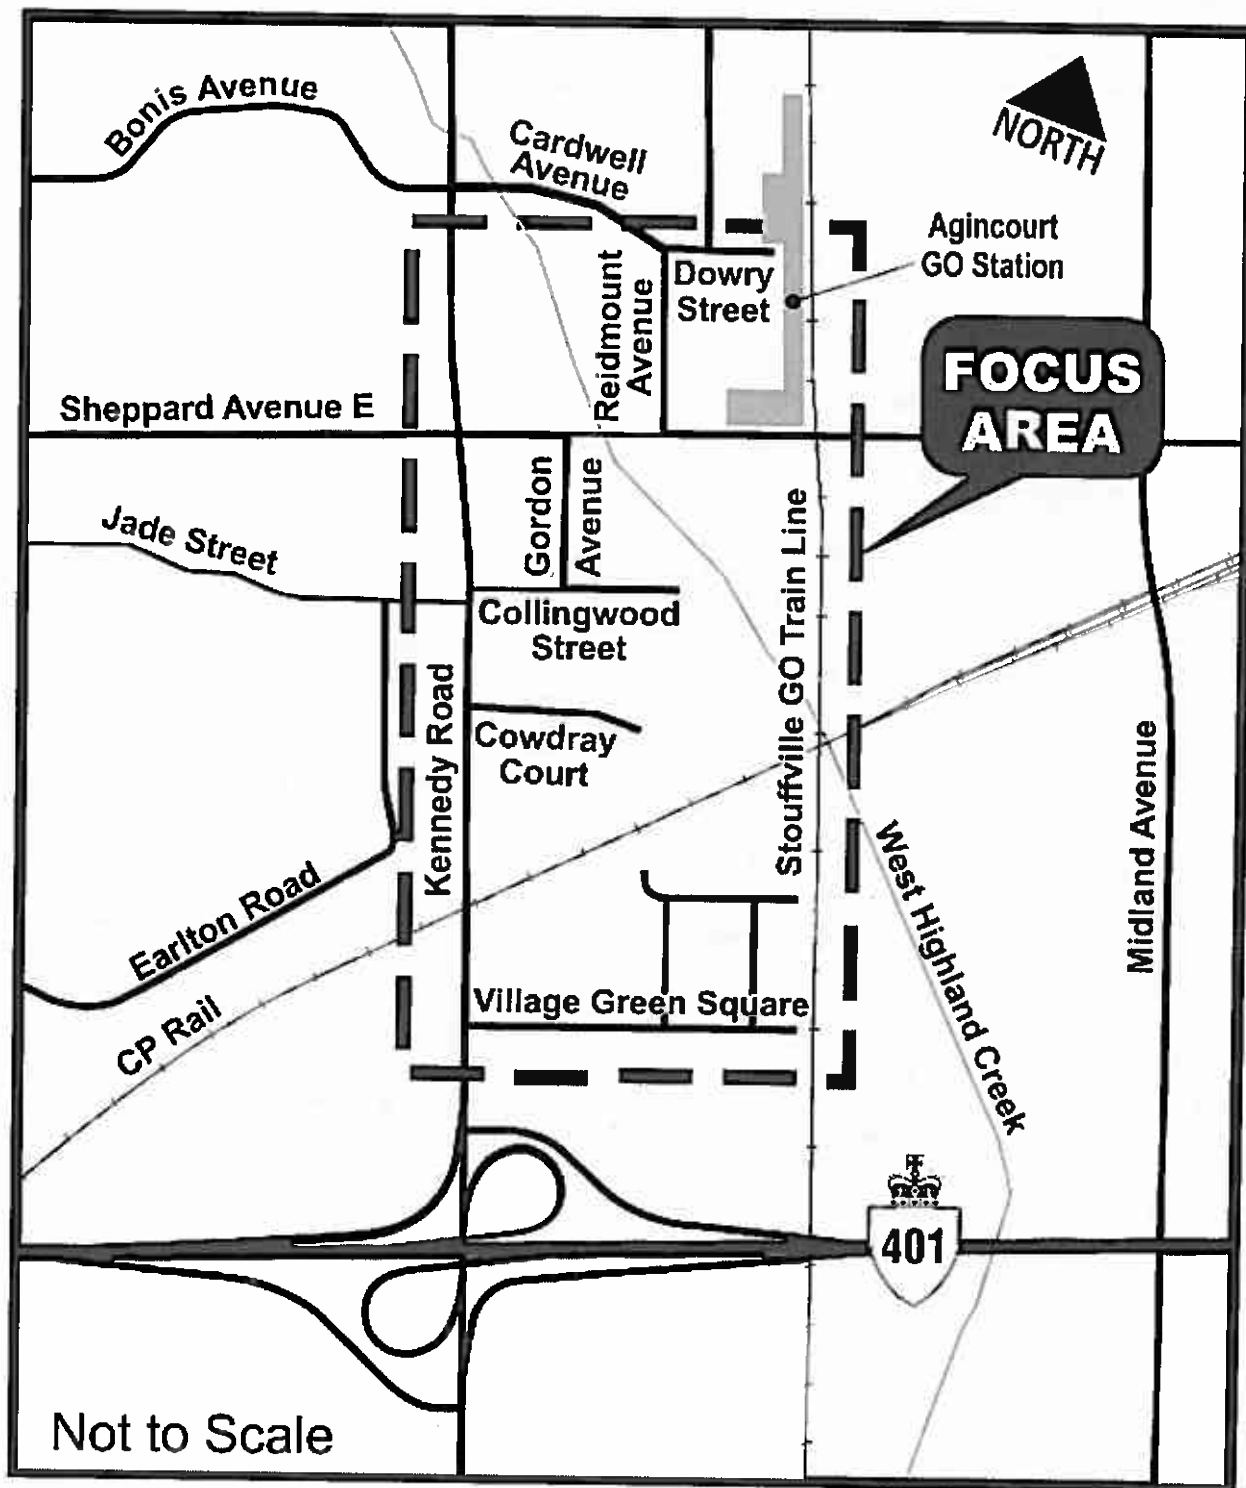 Bonis Avenue
Cardwell
Avenue
NORTH
Agincourt
GO Station
Dowry
Street
Reidmount
Avenue
FOCUS
AREA
Sheppard Avenue E
Gordon
Avenue
Jade Street
Collingwood
Street
Stouffville GO Train Line
Kennedy Road
Cowdray
Court
Midland Avenue
West Highland Creek
Earlton Road
Village Green Square
CP Rail
401
Not to Scale